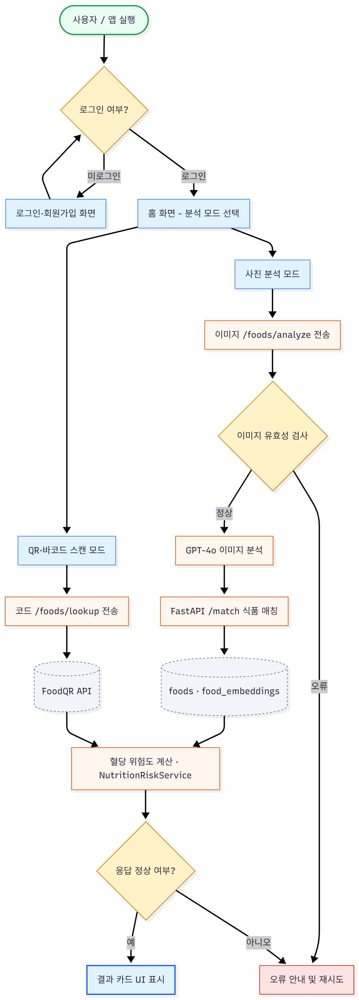 사용자 / 앱 실행
로그인 여부?
미로그인
로그인
로그인·회원가입 화면
홈 화면 - 분석 모드 선택
사진 분석 모드
이미지 /foods/analyze 전송
이미지 유효성 검사
정상
QR·바코드 스캔 모드
GPT-4o 이미지 분석
코드 /foods/lookup 전송
FastAPI /match 식품 매칭
오류
FoodQR API
foods · food_embeddings
혈당 위험도 계산 ·
NutritionRiskService
응답 정상 여부?
예
아니오
결과 카드 UI 표시
오류 안내 및 재시도